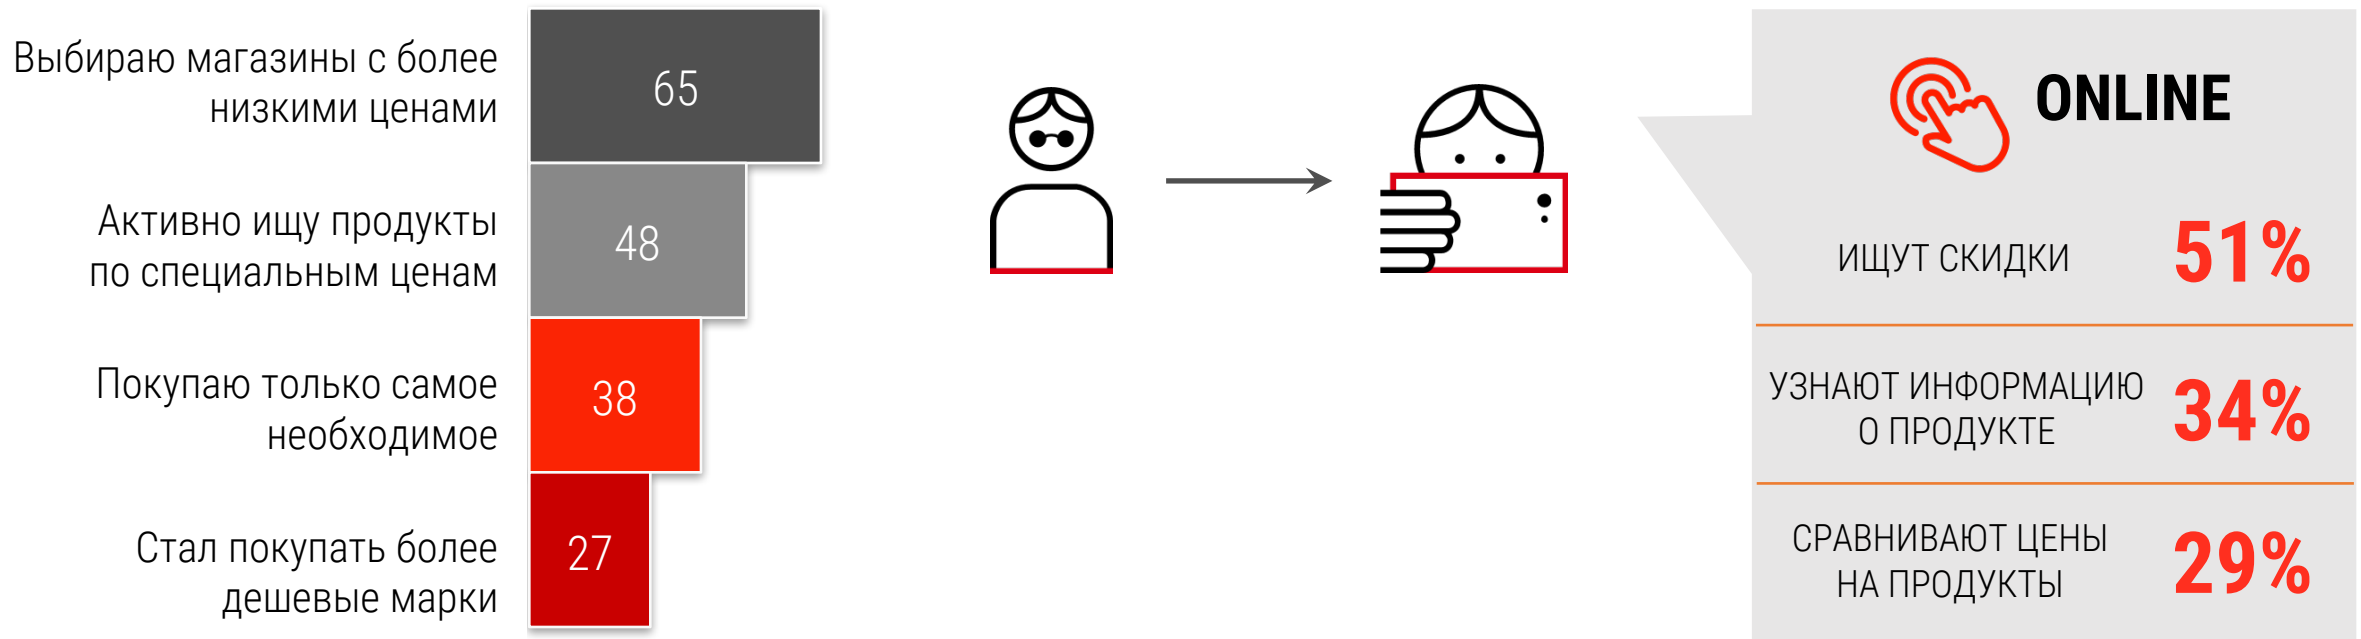 Выбираю магазины с более
низкими ценами
65
Активно ищу продукты
по специальным ценам
48
Покупаю только самое
необходимое
38
Стал покупать более
дешевые марки
27
ONLINE
ИЩУТ СКИДКИ
51%
УЗНАЮТ ИНФОРМАЦИЮ
О ПРОДУКТЕ
34%
СРАВНИВАЮТ ЦЕНЫ
НА ПРОДУКТЫ
29%